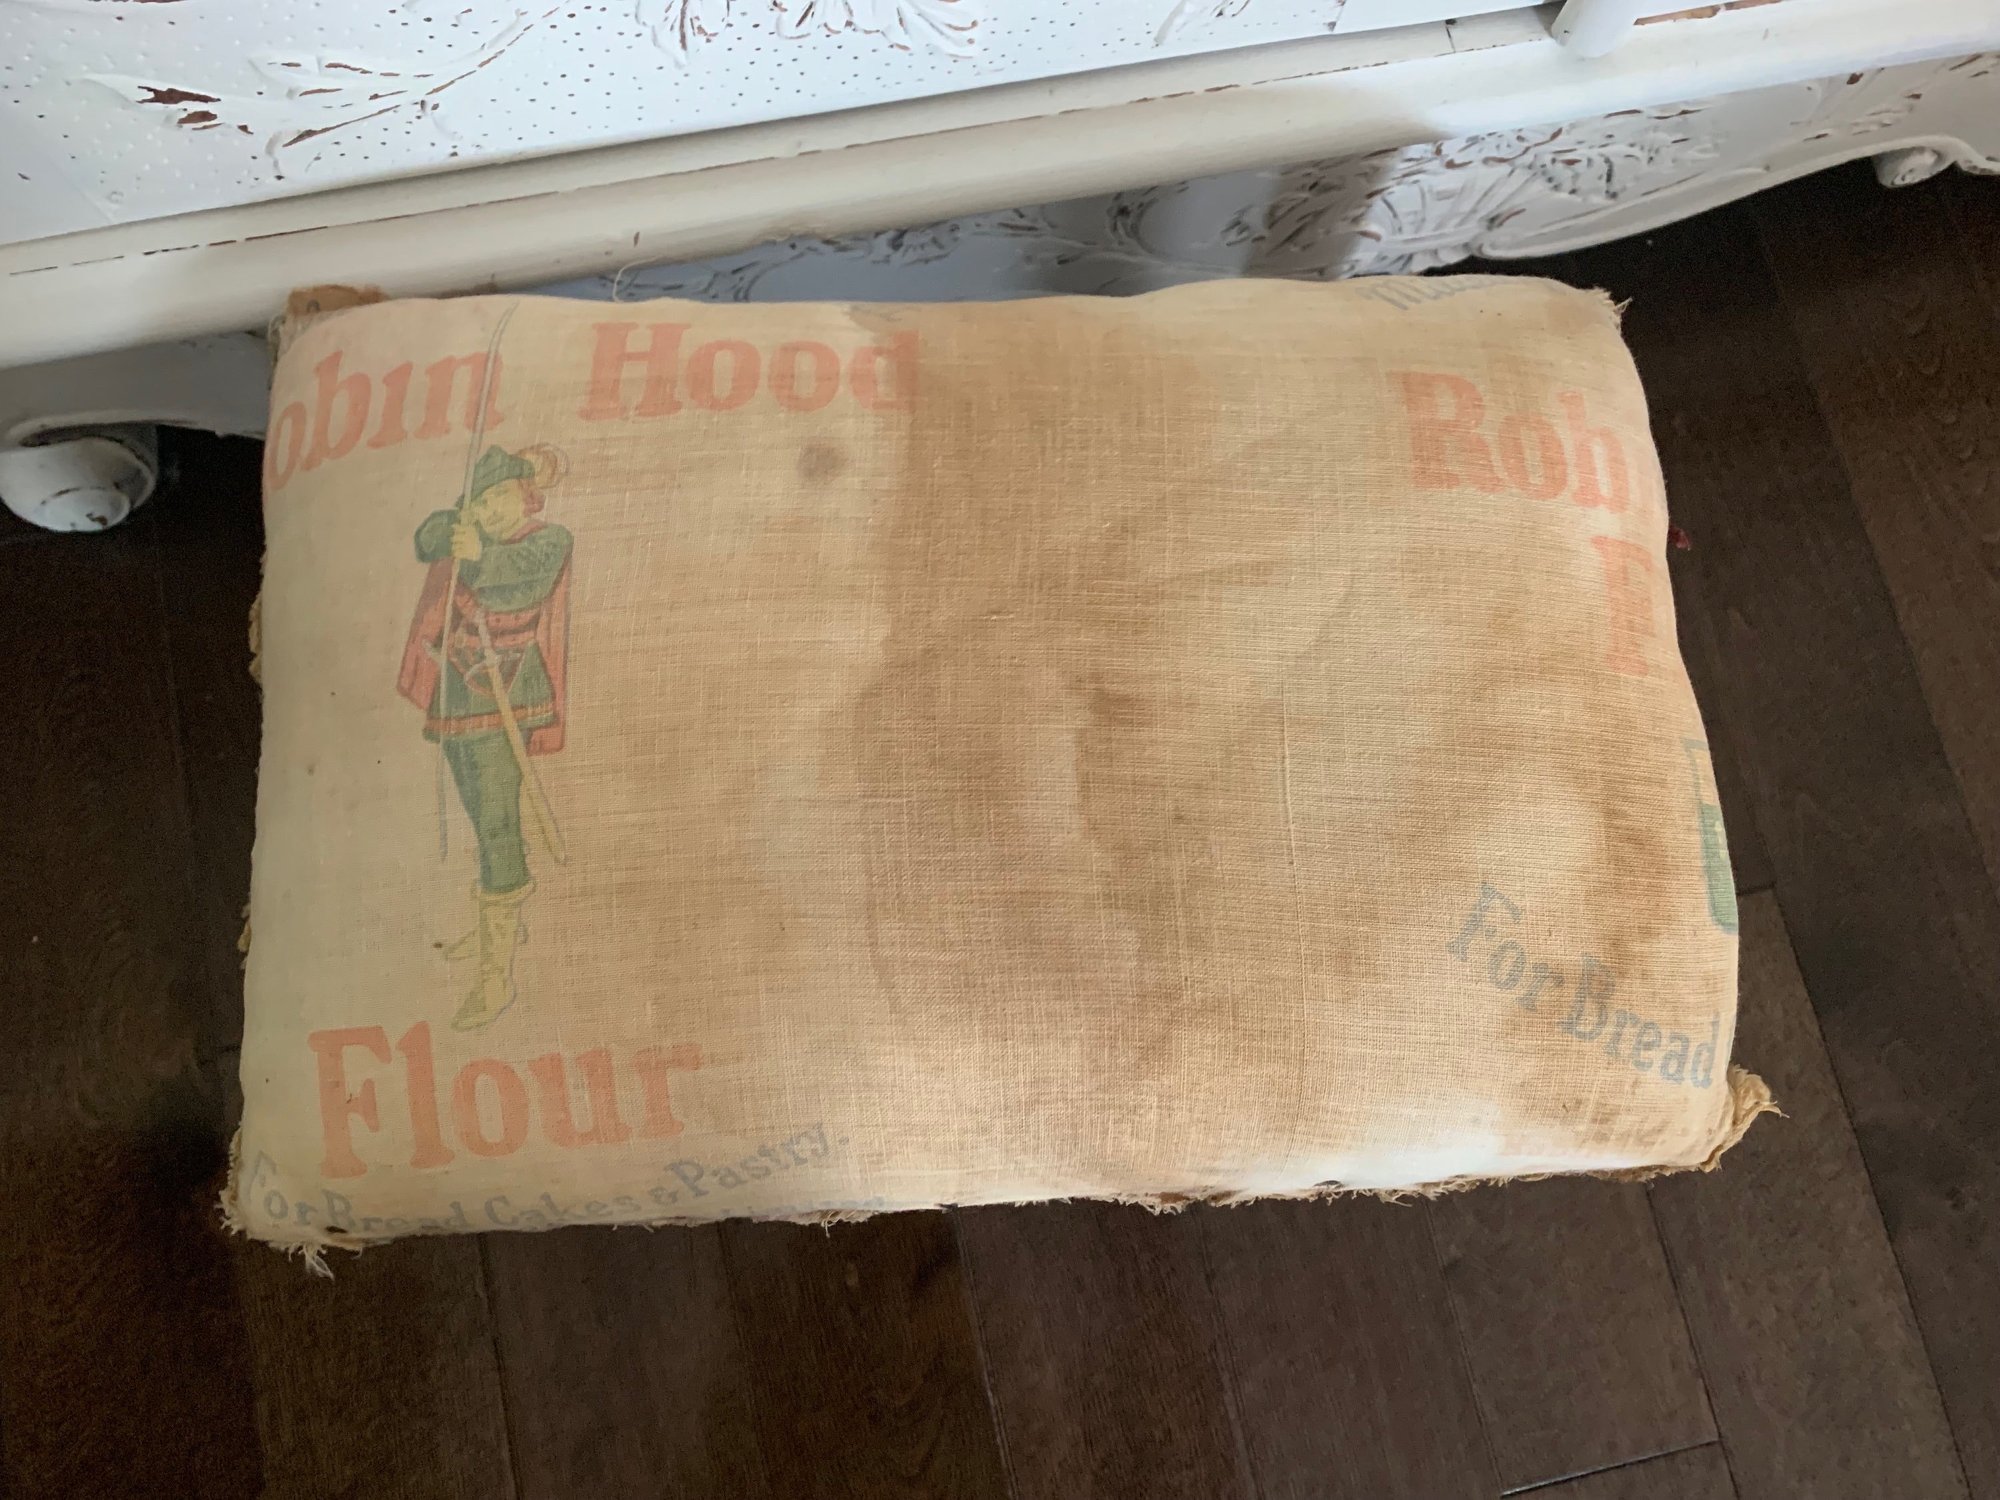 obin Hood
Rob
F
Flour
For Bread
For Bread Cakes & Pastry.